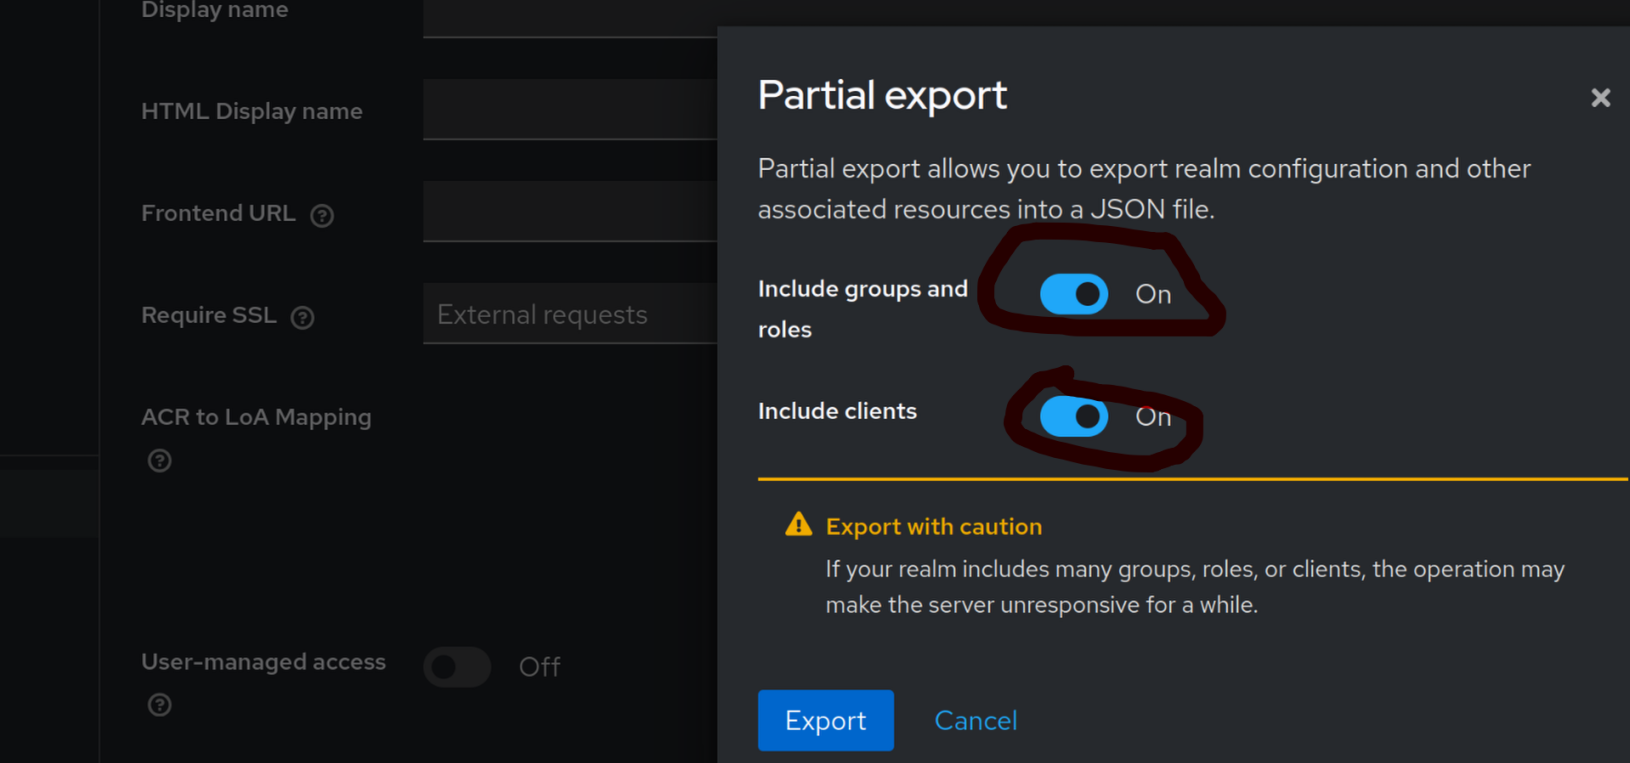 Display name
HTML Display name
Frontend URL
Require SSL
External requests
ACR to LoA Mapping
User-managed access
Off
Partial export
Partial export allows you to export realm configuration and other
associated resources into a JSON file.
Include groups and
roles
On
Include clients
On
Export with caution
If your realm includes many groups, roles, or clients, the operation may
make the server unresponsive for a while.
Export
Cancel